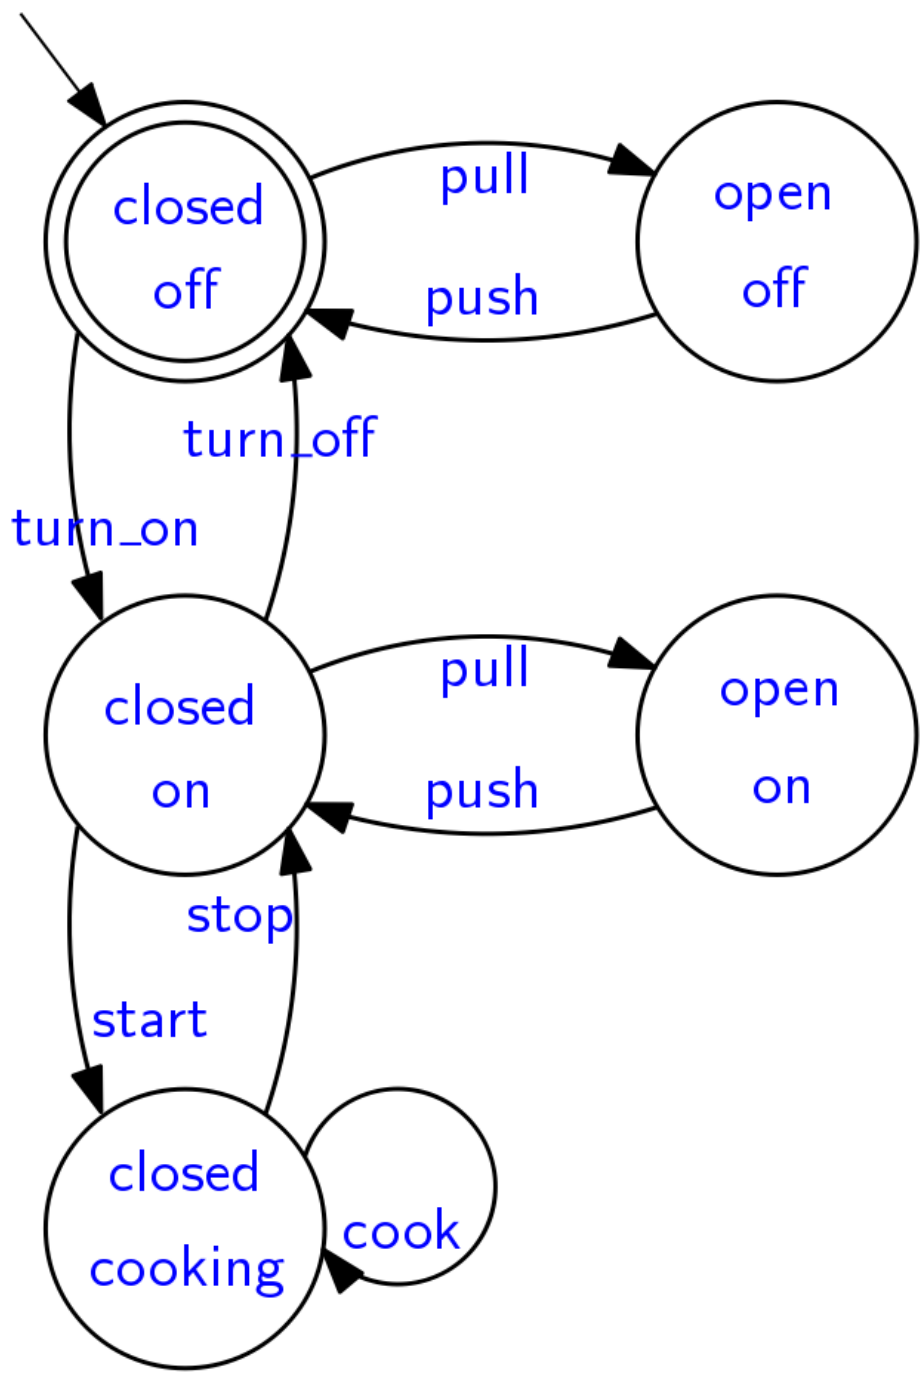 closed
off
pull
push
open
off
turn_off
turn_on
closed
on
pull
push
open
on
stop
start
closed
cooking
cook